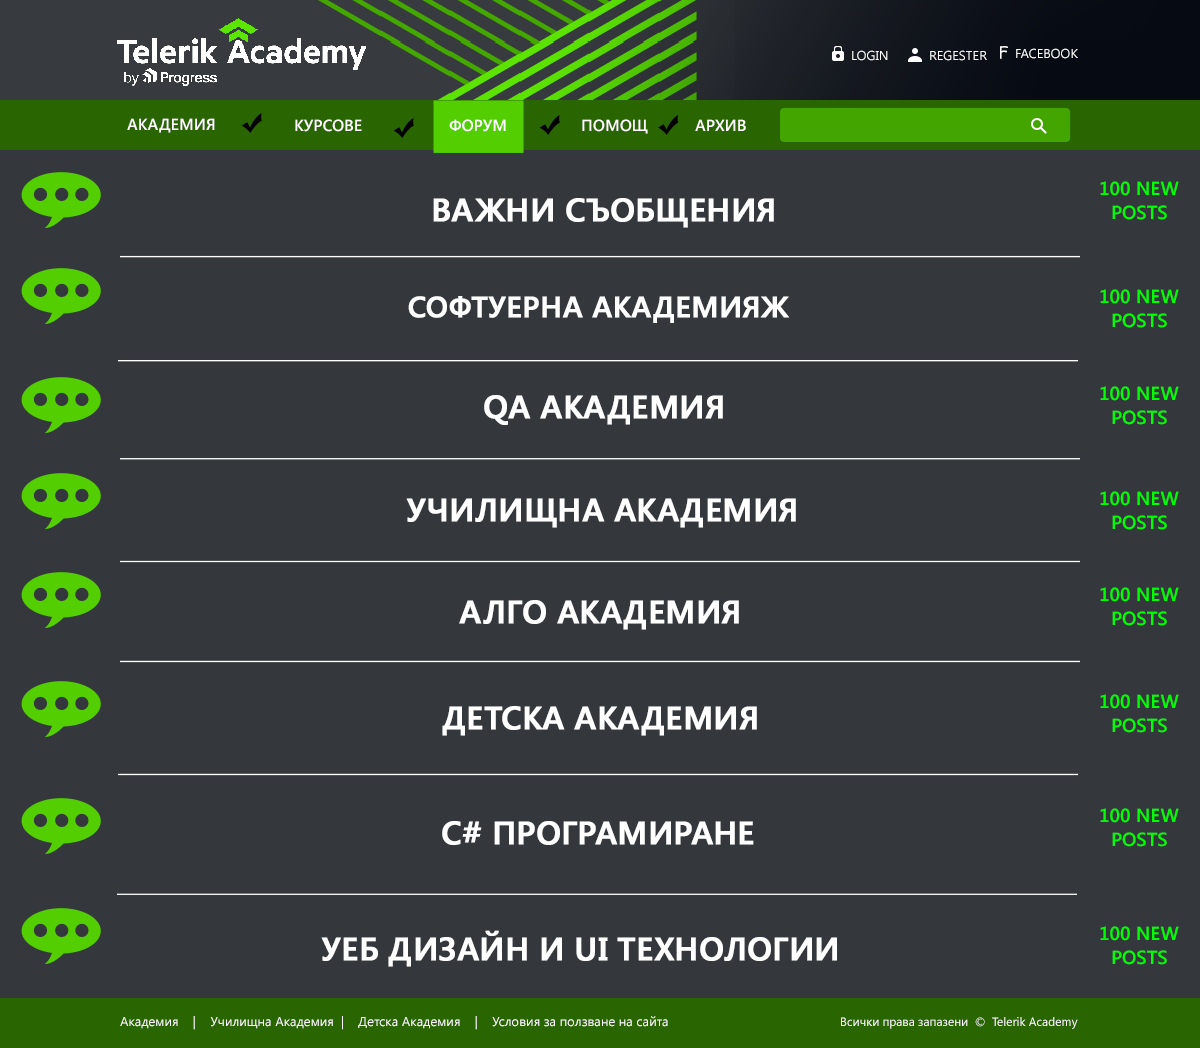 Telerik Academy
by Progress
LOGIN REGESTER FACEBOOK
АКАДЕМИЯ КУРСОВЕ ФОРУМ ПОМОЩ АРХИВ
ВАЖНИ СЪОБЩЕНИЯ
100 NEW
POSTS
СОФТУЕРНА АКАДЕМИЯЖ
100 NEW
POSTS
QA АКАДЕМИЯ
100 NEW
POSTS
УЧИЛИЩНА АКАДЕМИЯ
100 NEW
POSTS
АЛГО АКАДЕМИЯ
100 NEW
POSTS
ДЕТСКА АКАДЕМИЯ
100 NEW
POSTS
C# ПРОГРАМИРАНЕ
100 NEW
POSTS
УЕБ ДИЗАЙН И UI ТЕХНОЛОГИИ
100 NEW
POSTS
Академия | Училищна Академия | Детска Академия | Условия за ползване на сайта Всички права запазени © Telerik Academy